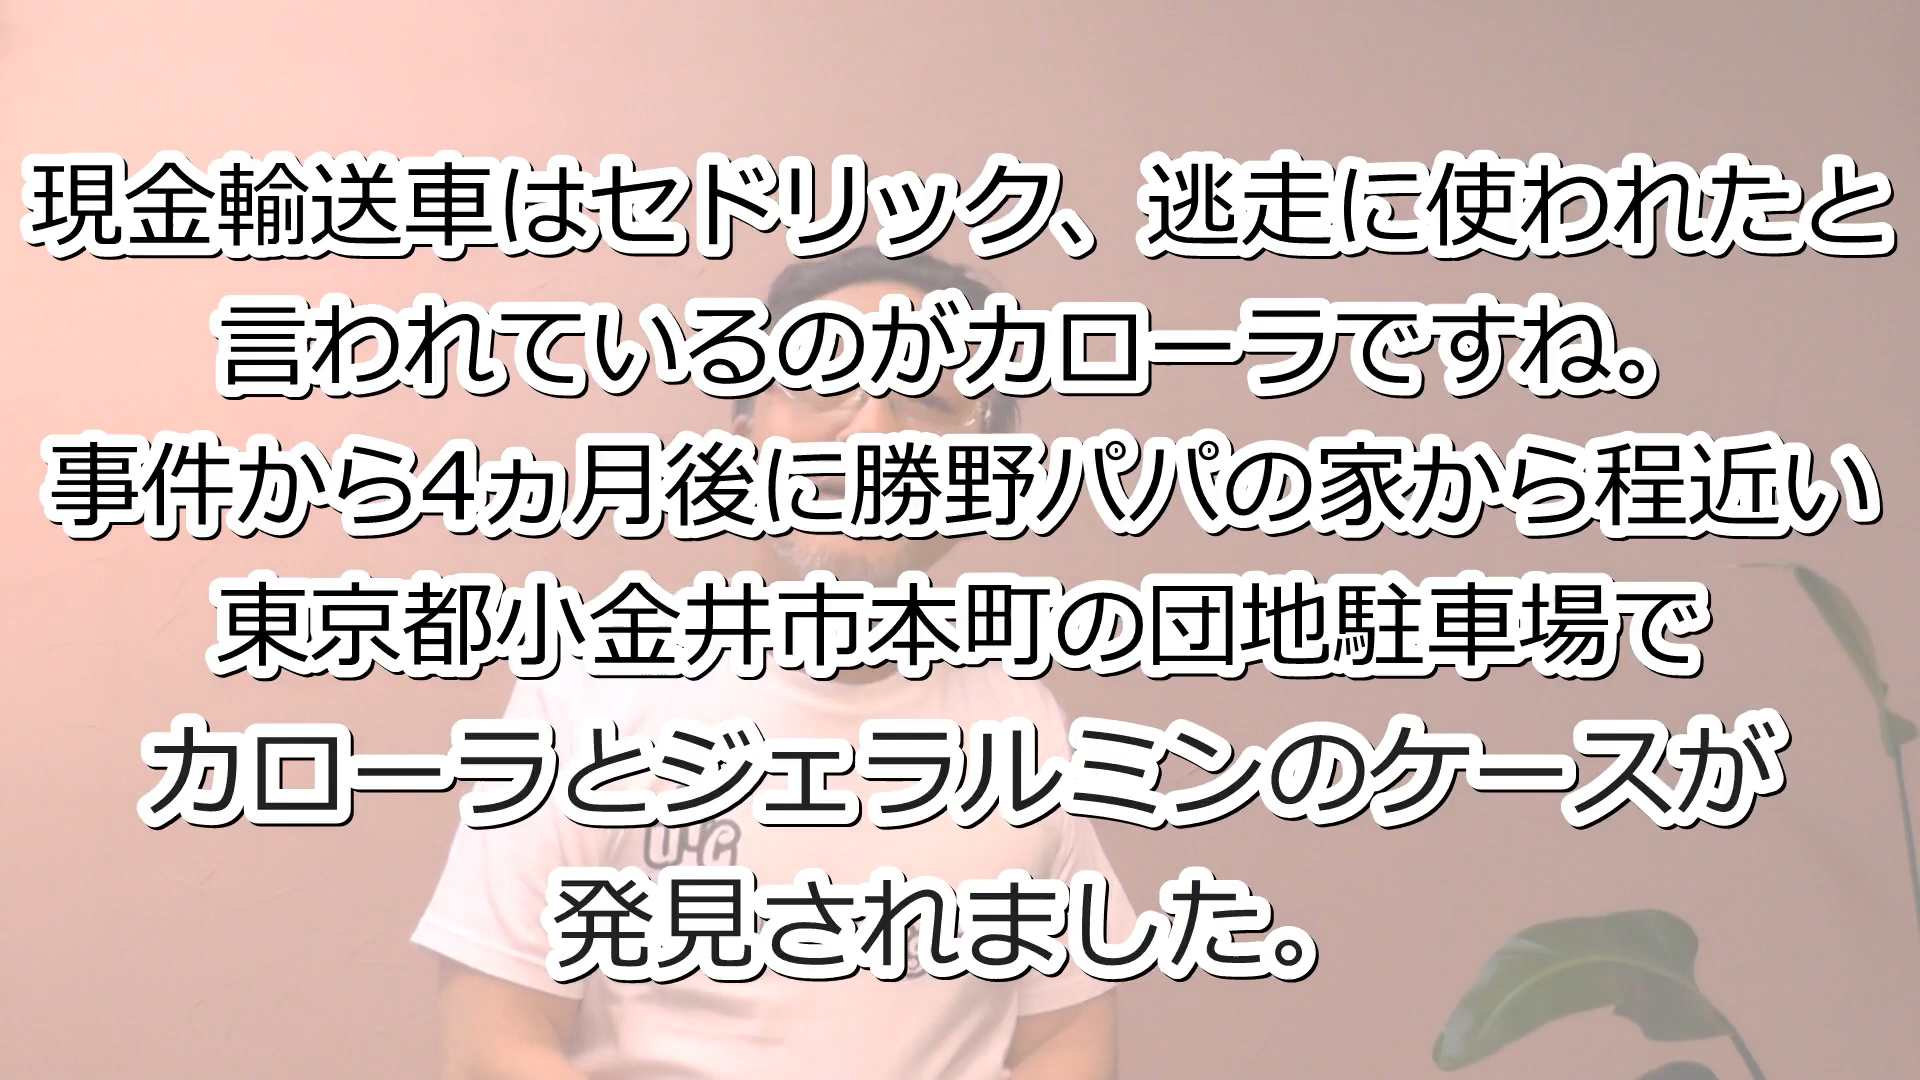 現金輸送車はセドリック、逃走に使われたと
言われているのがカローラですね。
事件から4ヵ月後に勝野パパの家から程近い
東京都小金井市本町の団地駐車場で
カローラとジェラルミンのケースが
発見されました。